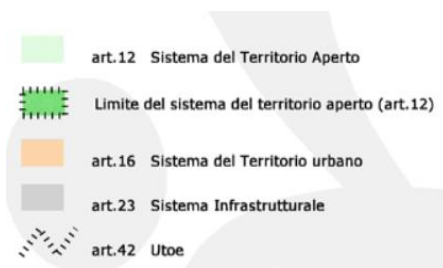 art.12 Sistema del Territorio Aperto
Limite del sistema del territorio aperto (art.12)
art.16 Sistema del Territorio urbano
art.23 Sistema Infrastrutturale
art.42 Utoe